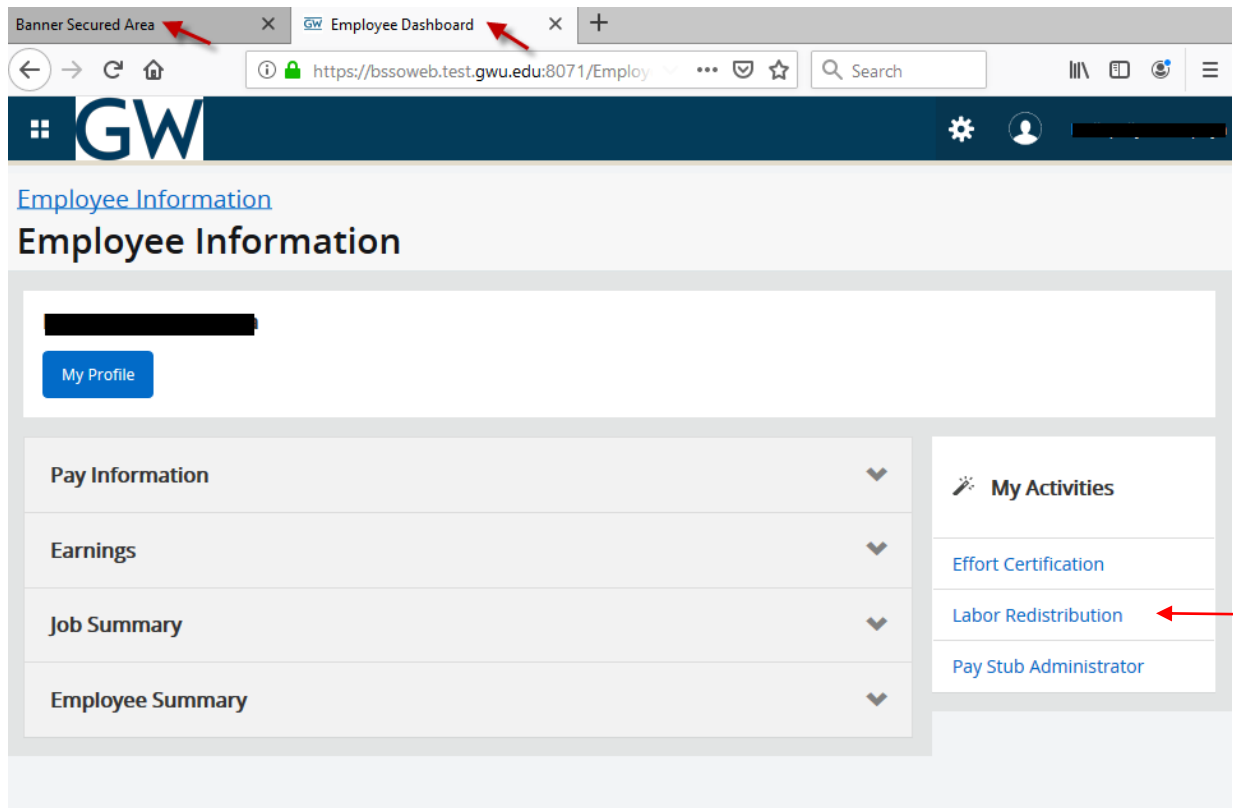 Banner Secured Area
GW Employee Dashboard
https://bssoweb.test.gwu.edu:8071/Employ
Search
GW
Employee Information
Employee Information
My Profile
Pay Information
Earnings
Job Summary
Employee Summary
My Activities
Effort Certification
Labor Redistribution
Pay Stub Administrator